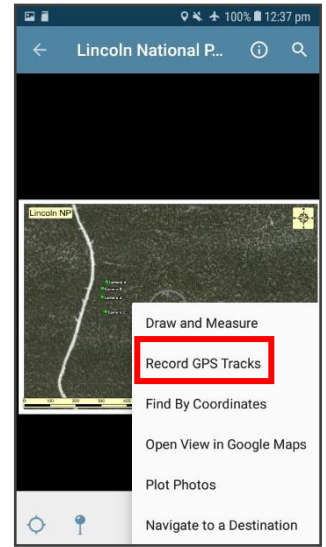 100% 12:37 pm
Lincoln National P...
Lincoln NP
Draw and Measure
Record GPS Tracks
Find By Coordinates
Open View in Google Maps
Plot Photos
Navigate to a Destination